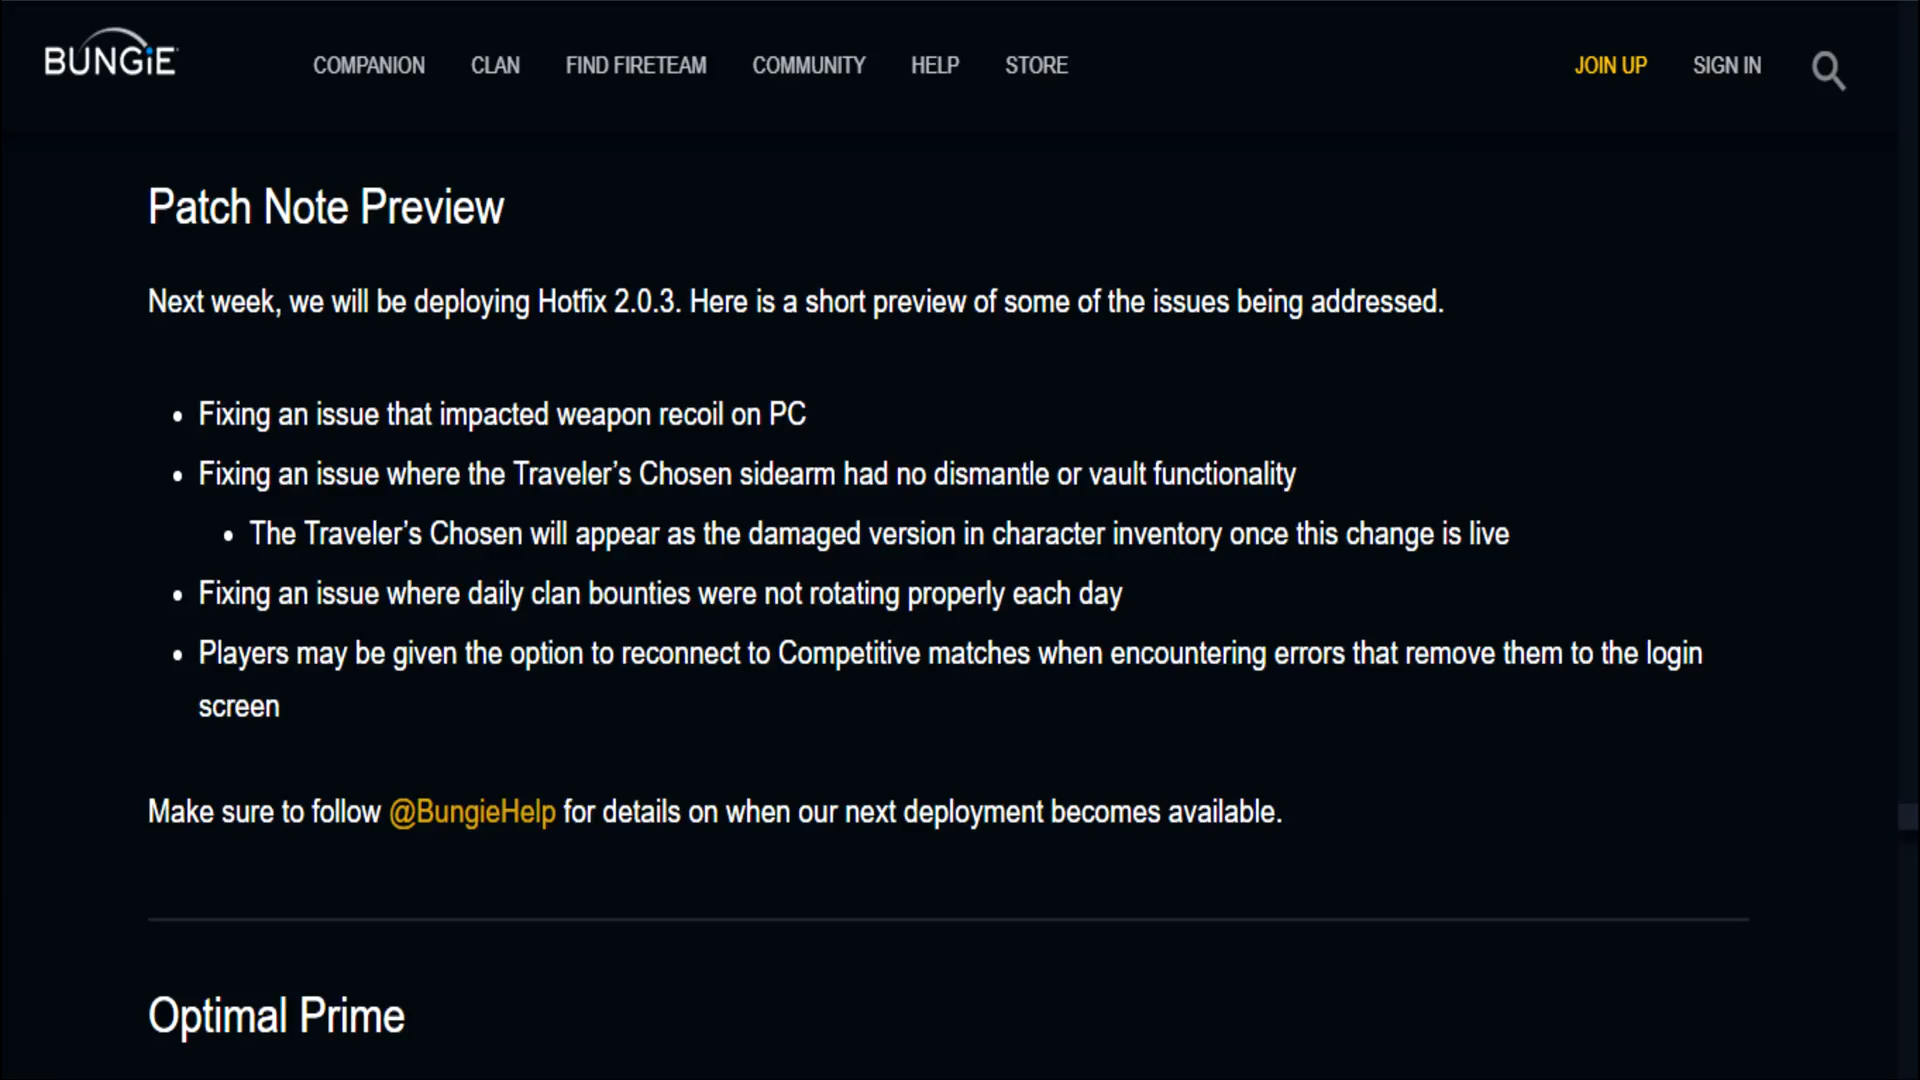 BUNGiE
COMPANION CLAN FIND FIRETEAM COMMUNITY HELP STORE JOIN UP SIGN IN
Patch Note Preview
Next week, we will be deploying Hotfix 2.0.3. Here is a short preview of some of the issues being addressed.
• Fixing an issue that impacted weapon recoil on PC
• Fixing an issue where the Traveler’s Chosen sidearm had no dismantle or vault functionality
• The Traveler’s Chosen will appear as the damaged version in character inventory once this change is live
• Fixing an issue where daily clan bounties were not rotating properly each day
• Players may be given the option to reconnect to Competitive matches when encountering errors that remove them to the login
screen
Make sure to follow @BungieHelp for details on when our next deployment becomes available.
Optimal Prime